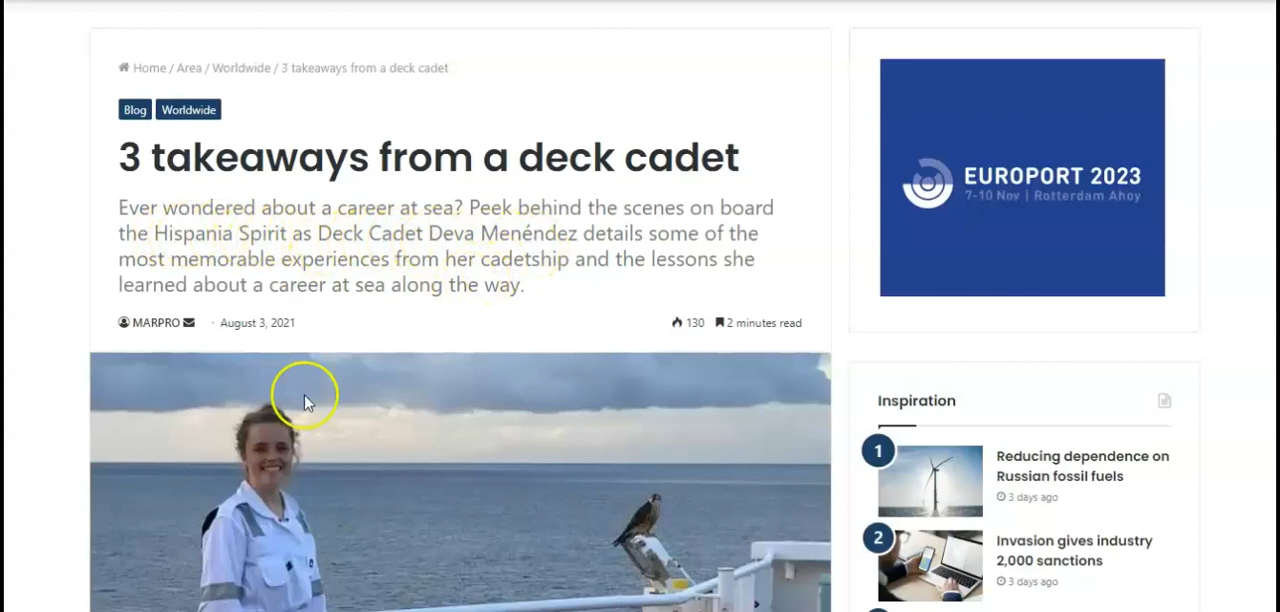 Home / Area / Worldwide / 3 takeaways from a deck cadet
Blog Worldwide
3 takeaways from a deck cadet
Ever wondered about a career at sea? Peek behind the scenes on board
the Hispania Spirit as Deck Cadet Deva Menéndez details some of the
most memorable experiences from her cadetship and the lessons she
learned about a career at sea along the way.
MARPRO · August 3, 2021 130 2 minutes read
EUROPORT 2023
7-10 Nov | Rotterdam Ahoy
Inspiration
1
Reducing dependence on
Russian fossil fuels
3 days ago
2
Invasion gives industry
2,000 sanctions
3 days ago